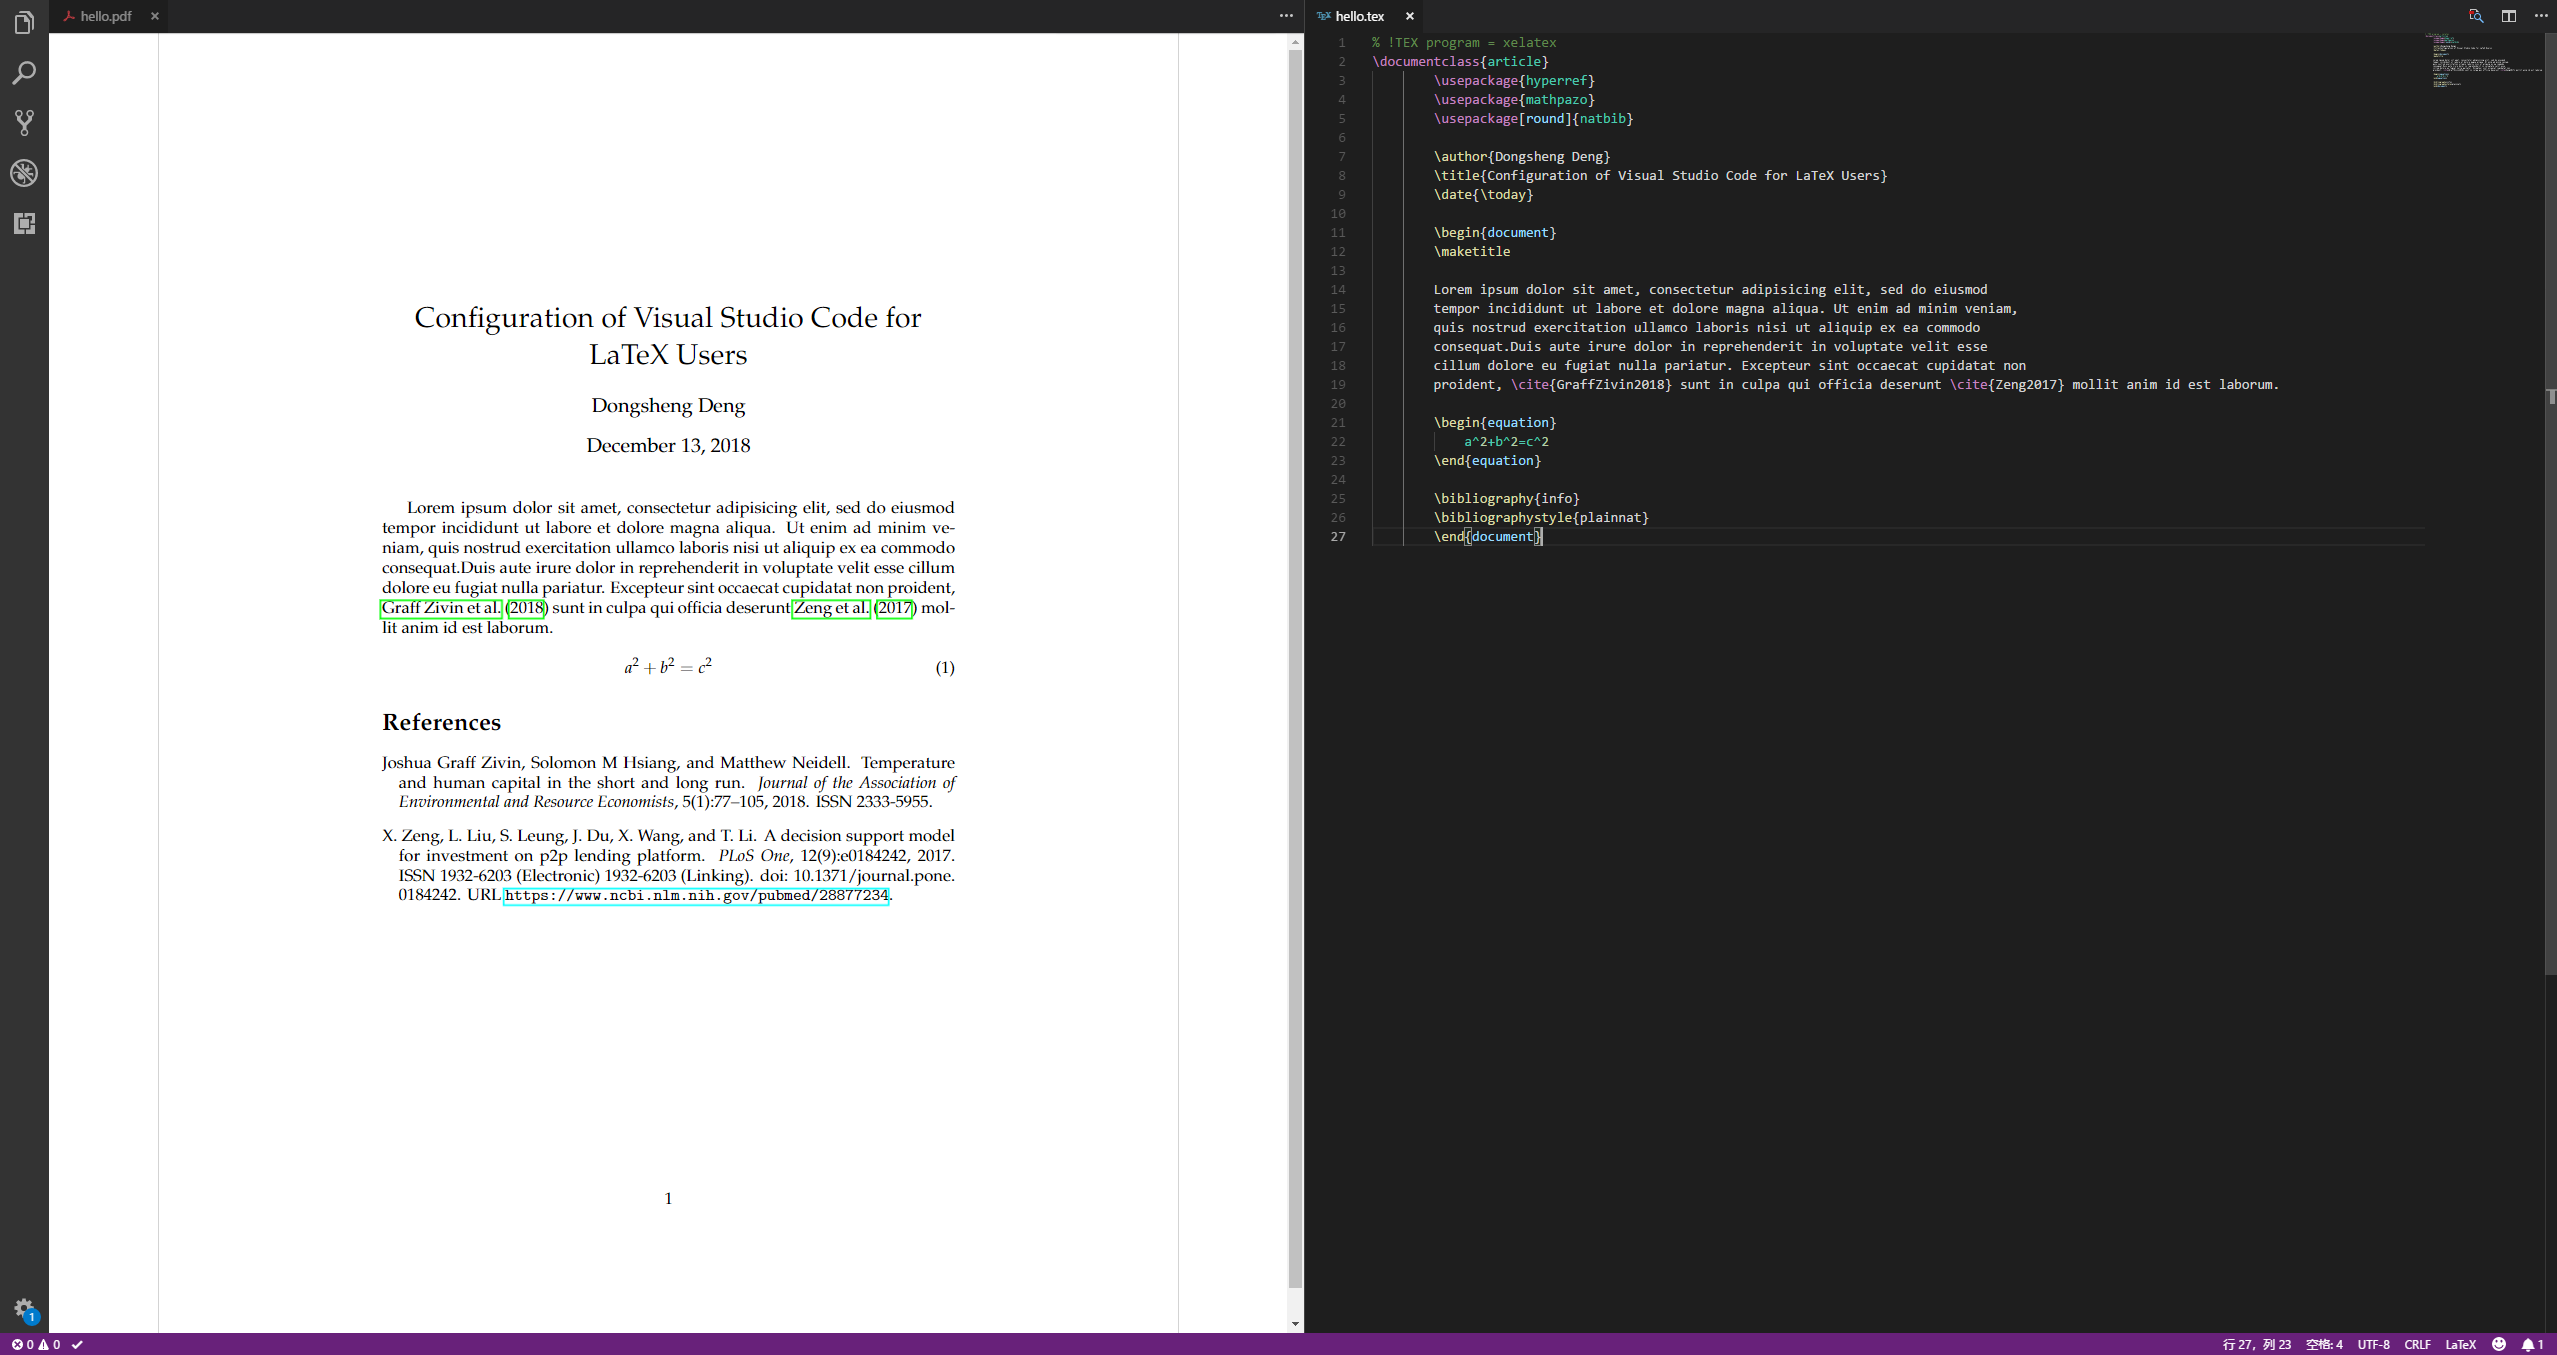 hello.pdf
Configuration of Visual Studio Code for
LaTeX Users
Dongsheng Deng
December 13, 2018
Lorem ipsum dolor sit amet, consectetur adipisicing elit, sed do eiusmod
tempor incididunt ut labore et dolore magna aliqua. Ut enim ad minim ve-
niam, quis nostrud exercitation ullamco laboris nisi ut aliquip ex ea commodo
consequat.Duis aute irure dolor in reprehenderit in voluptate velit esse cillum
dolore eu fugiat nulla pariatur. Excepteur sint occaecat cupidatat non proident,
Graff Zivin et al. (2018) sunt in culpa qui officia deserunt Zeng et al. (2017) mol-
lit anim id est laborum.
a² + b² = c² (1)
References
Joshua Graff Zivin, Solomon M Hsiang, and Matthew Neidell. Temperature
and human capital in the short and long run. Journal of the Association of
Environmental and Resource Economists, 5(1):77–105, 2018. ISSN 2333-5955.
X. Zeng, L. Liu, S. Leung, J. Du, X. Wang, and T. Li. A decision support model
for investment on p2p lending platform. PLoS One, 12(9):e0184242, 2017.
ISSN 1932-6203 (Electronic) 1932-6203 (Linking). doi: 10.1371/journal.pone.
0184242. URL https://www.ncbi.nlm.nih.gov/pubmed/28877234.
1
TEX hello.tex
1 % !TEX program = xelatex
2 \documentclass{article}
3 \usepackage{hyperref}
4 \usepackage{mathpazo}
5 \usepackage[round]{natbib}
6
7 \author{Dongsheng Deng}
8 \title{Configuration of Visual Studio Code for LaTeX Users}
9 \date{\today}
10
11 \begin{document}
12 \maketitle
13
14 Lorem ipsum dolor sit amet, consectetur adipisicing elit, sed do eiusmod
15 tempor incididunt ut labore et dolore magna aliqua. Ut enim ad minim veniam,
16 quis nostrud exercitation ullamco laboris nisi ut aliquip ex ea commodo
17 consequat.Duis aute irure dolor in reprehenderit in voluptate velit esse
18 cillum dolore eu fugiat nulla pariatur. Excepteur sint occaecat cupidatat non
19 proident, \cite{GraffZivin2018} sunt in culpa qui officia deserunt \cite{Zeng2017} mollit anim id est laborum.
20
21 \begin{equation}
22 a^2+b^2=c^2
23 \end{equation}
24
25 \bibliography{info}
26 \bibliographystyle{plainnat}
27 \end{document}
1
0 0
行 27，列 23 空格: 4 UTF-8 CRLF LaTeX 1